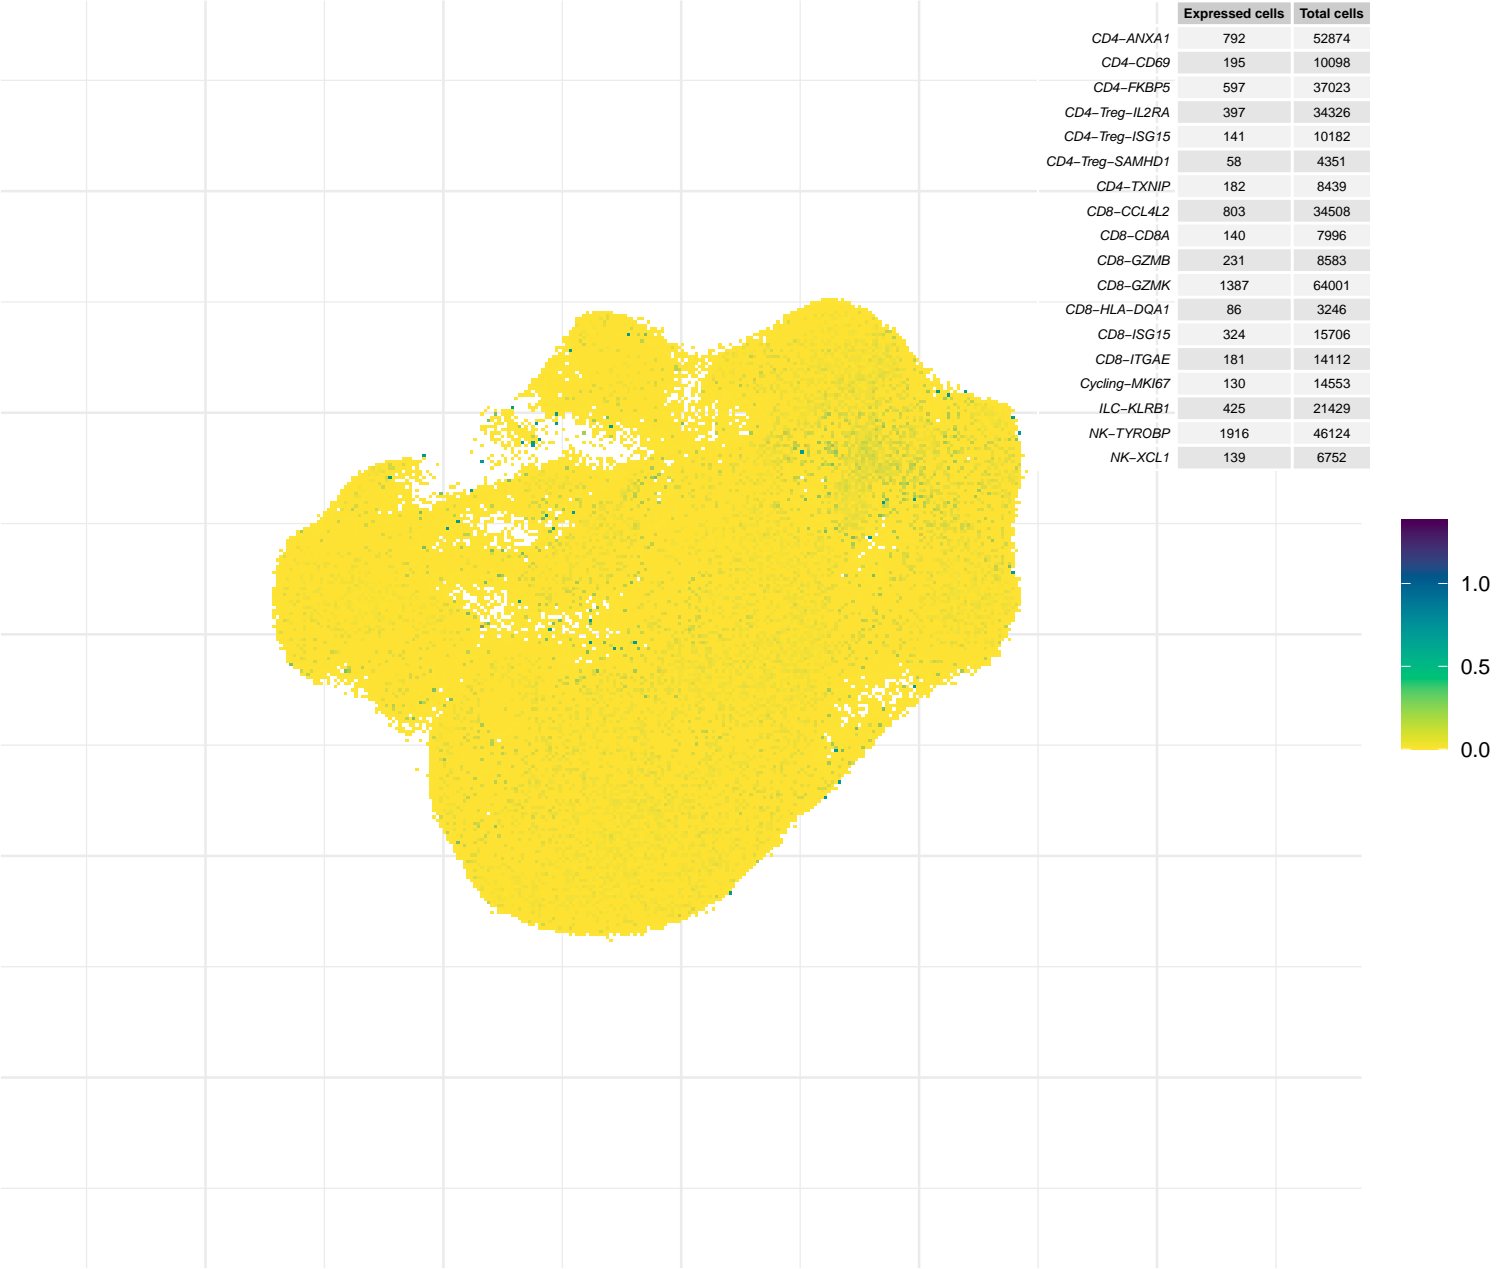 Expressed cells Total cells
CD4−ANXA1 792 52874
CD4−CD69 195 10098
CD4−FKBP5 597 37023
CD4−Treg−IL2RA 397 34326
CD4−Treg−ISG15 141 10182
CD4−Treg−SAMHD1 58 4351
CD4−TXNIP 182 8439
CD8−CCL4L2 803 34508
CD8−CD8A 140 7996
CD8−GZMB 231 8583
CD8−GZMK 1387 64001
CD8−HLA−DQA1 86 3246
CD8−ISG15 324 15706
CD8−ITGAE 181 14112
Cycling−MKI67 130 14553
ILC−KLRB1 425 21429
NK−TYROBP 1916 46124
NK−XCL1 139 6752
1.0
0.5
0.0